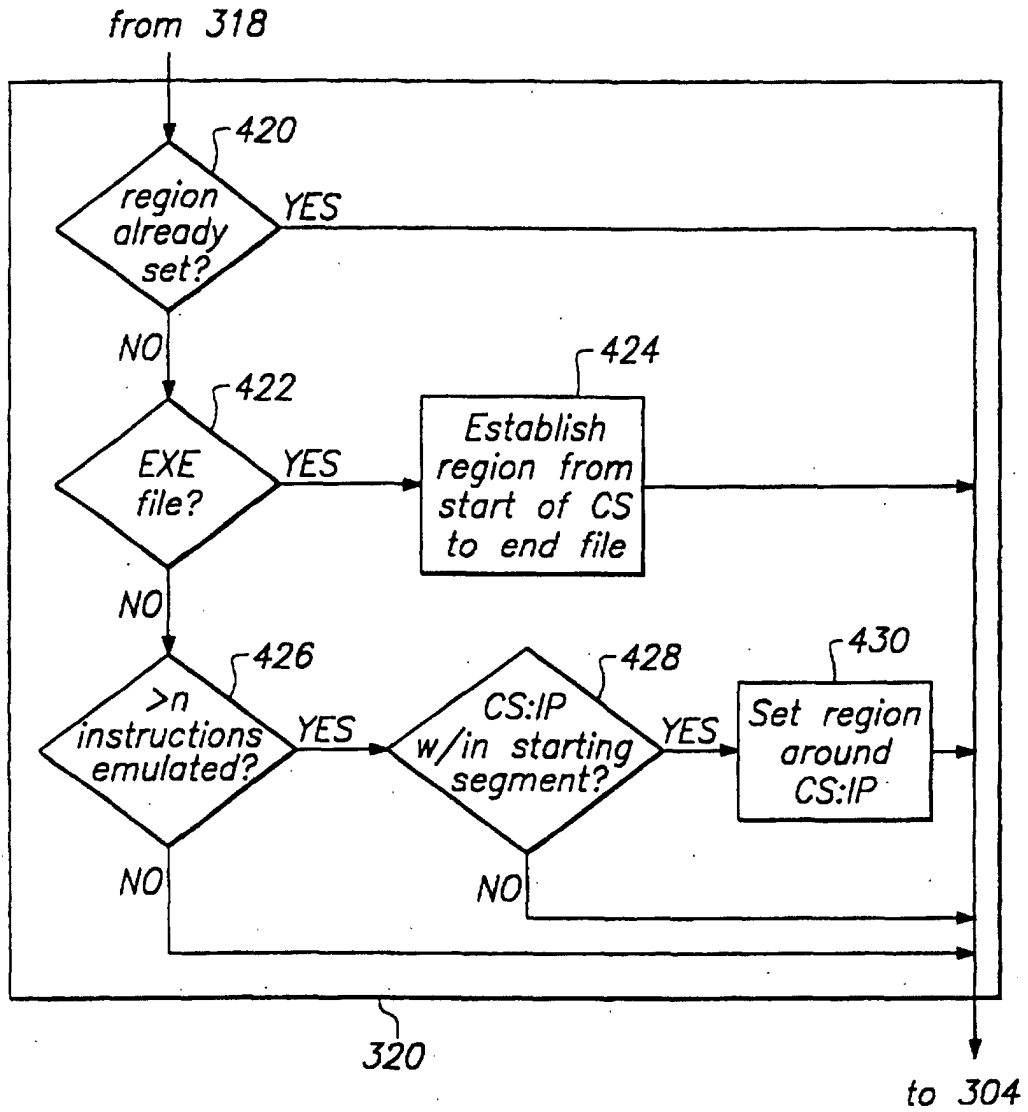 from 318
420
region
already
set?
YES
NO
422
EXE
file?
YES
424
Establish
region from
start of CS
to end file
NO
426
>n
instructions
emulated?
YES
428
CS:IP
w/in starting
segment?
YES
430
Set region
around
CS:IP
NO
NO
320
to 304